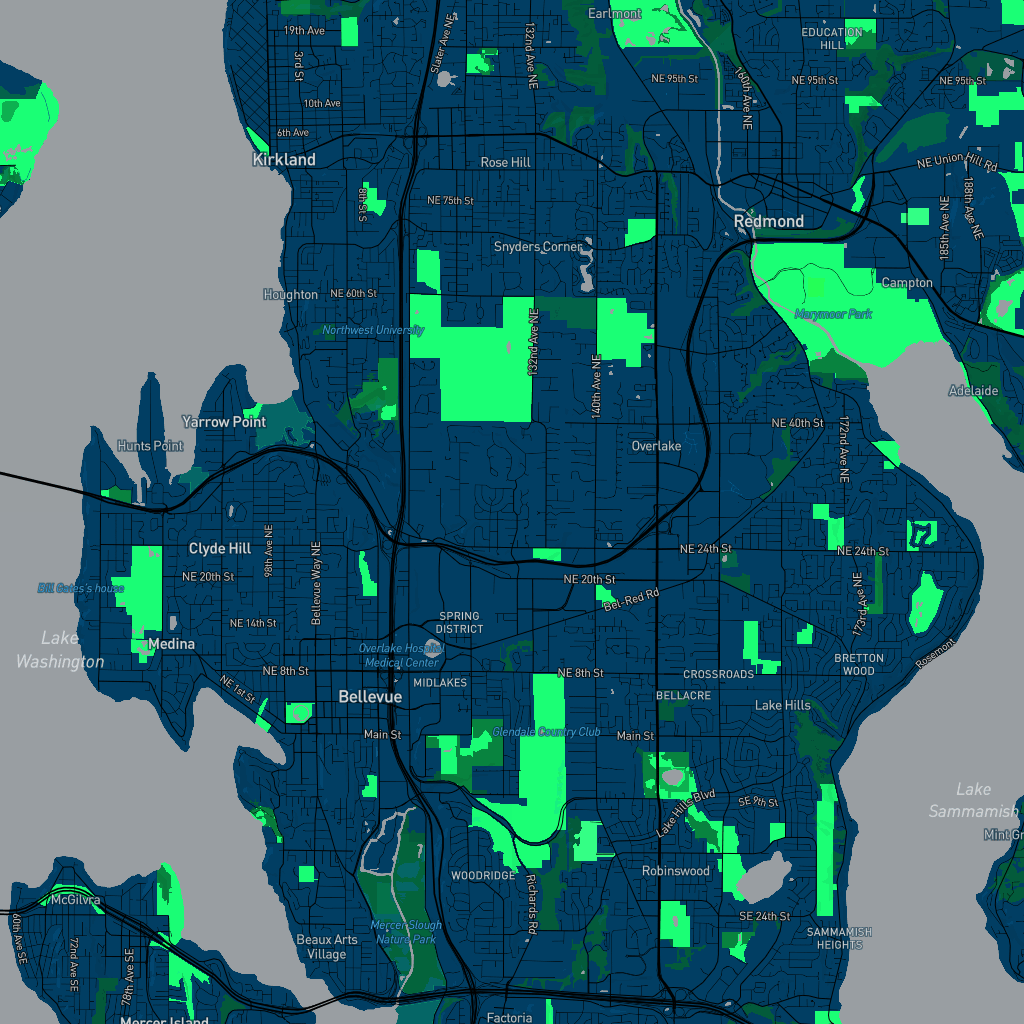 Earlmont
19th Ave
Slater Ave NE
132nd Ave NE
EDUCATION
HILL
3rd St
NE 95th St
160th Ave NE
NE 95th St
NE 95th St
10th Ave
6th Ave
Kirkland
Rose Hill
NE Union Hill Rd
8th St S
NE 75th St
188th Ave NE
185th Ave NE
Redmond
Snyders Corner
Houghton
NE 60th St
Campton
Northwest University
132nd Ave NE
Marymoor Park
140th Ave NE
Adelaide
Yarrow Point
Hunts Point
Overlake
NE 40th St
172nd Ave NE
Clyde Hill
98th Ave NE
Bellevue Way NE
NE 24th St
NE 24th St
NE 20th St
NE 20th St
Bill Gates's house
Bel-Red Rd
173rd Ave NE
NE 14th St
SPRING
DISTRICT
Lake
Washington
Medina
Overlake Hospital
Medical Center
Rosemont
BRETTON
WOOD
NE 8th St
NE 8th St
CROSSROADS
NE 1st St
MIDLAKES
Bellevue
BELLACRE
Lake Hills
Main St
Glendale Country Club
Main St
Lake
Sammamish
Lake Hills Blvd
SE 9th St
Mint Gr
WOODRIDGE
Robinswood
McGilvra
Richards Rd
60th Ave SE
72nd Ave SE
78th Ave SE
Mercer Slough
Nature Park
SE 24th St
SAMMAMISH
HEIGHTS
Beaux Arts
Village
Mercer Island
Factoria